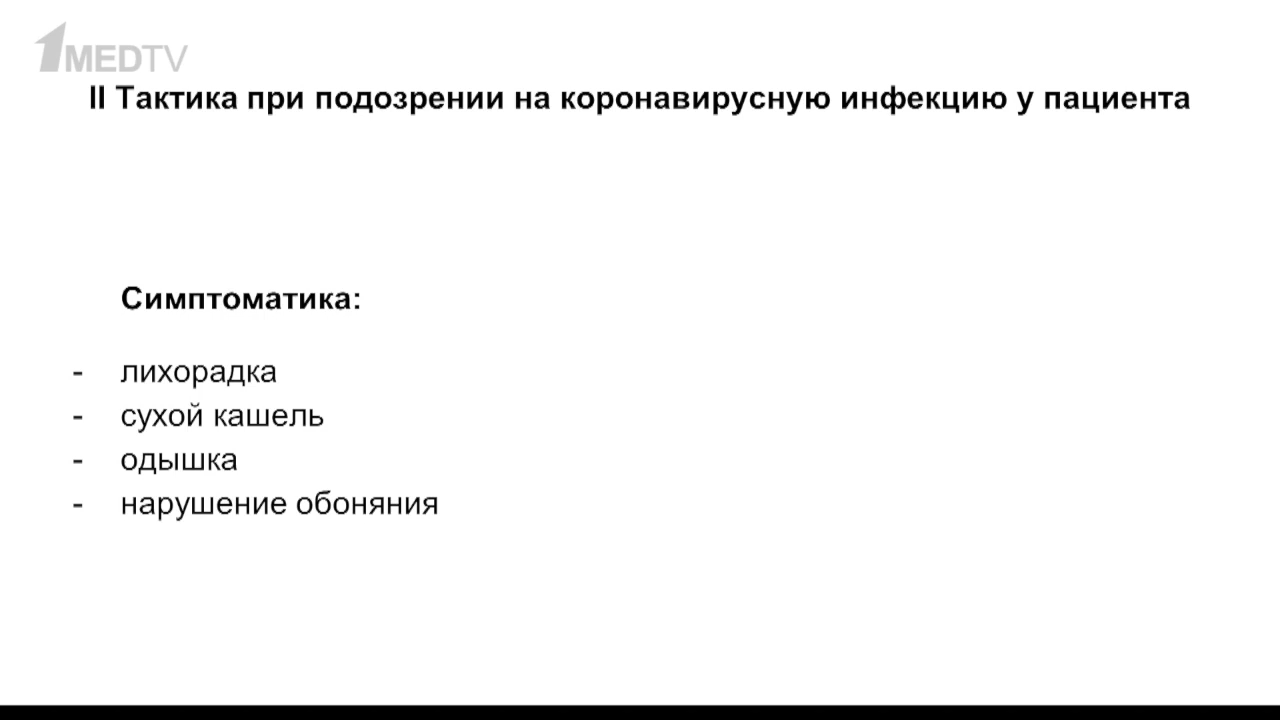 1MEDTV
II Тактика при подозрении на коронавирусную инфекцию у пациента
Симптоматика:
- лихорадка
- сухой кашель
- одышка
- нарушение обоняния